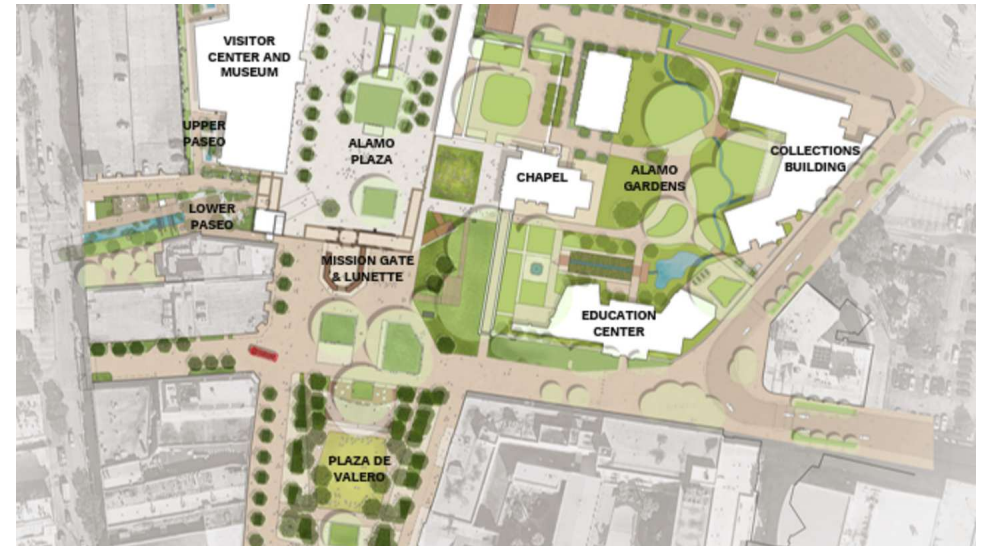 VISITOR
CENTER AND
MUSEUM
UPPER
PASEO
ALAMO
PLAZA
CHAPEL
ALAMO
GARDENS
COLLECTIONS
BUILDING
LOWER
PASEO
MISSION GATE
& LUNETTE
EDUCATION
CENTER
PLAZA DE
VALERO